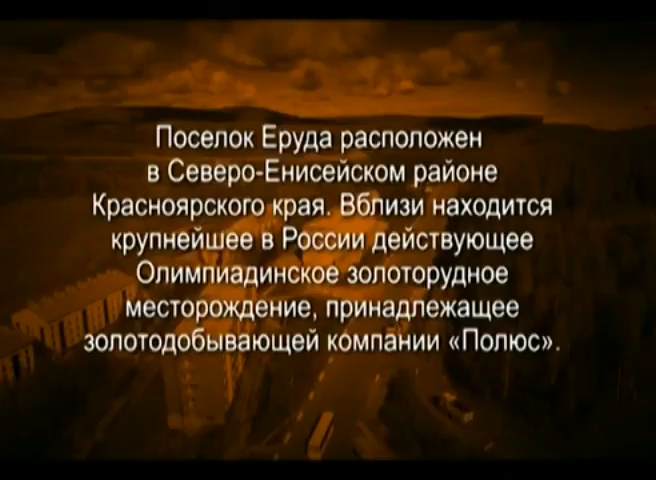 Поселок Еруда расположен
в Северо-Енисейском районе
Красноярского края. Вблизи находится
крупнейшее в России действующее
Олимпиадинское золоторудное
месторождение, принадлежащее
золотодобывающей компании «Полюс».